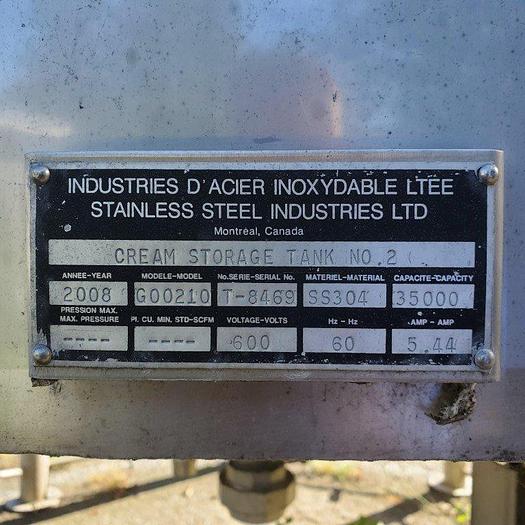 INDUSTRIES D'ACIER INOXYDABLE LTEE
STAINLESS STEEL INDUSTRIES LTD
Montréal, Canada
CREAM STORAGE TANK NO.2
ANNEE-YEAR MODELE-MODEL No.SERIE-SERIAL No. MATERIEL-MATERIAL CAPACITE-CAPACITY
2008 G00210 T-8469 SS304 35000
PRESSION MAX.
MAX. PRESSURE PI. CU. MIN. STD-SCFM VOLTAGE-VOLTS Hz - Hz AMP - AMP
---- ---- 600 60 5.44